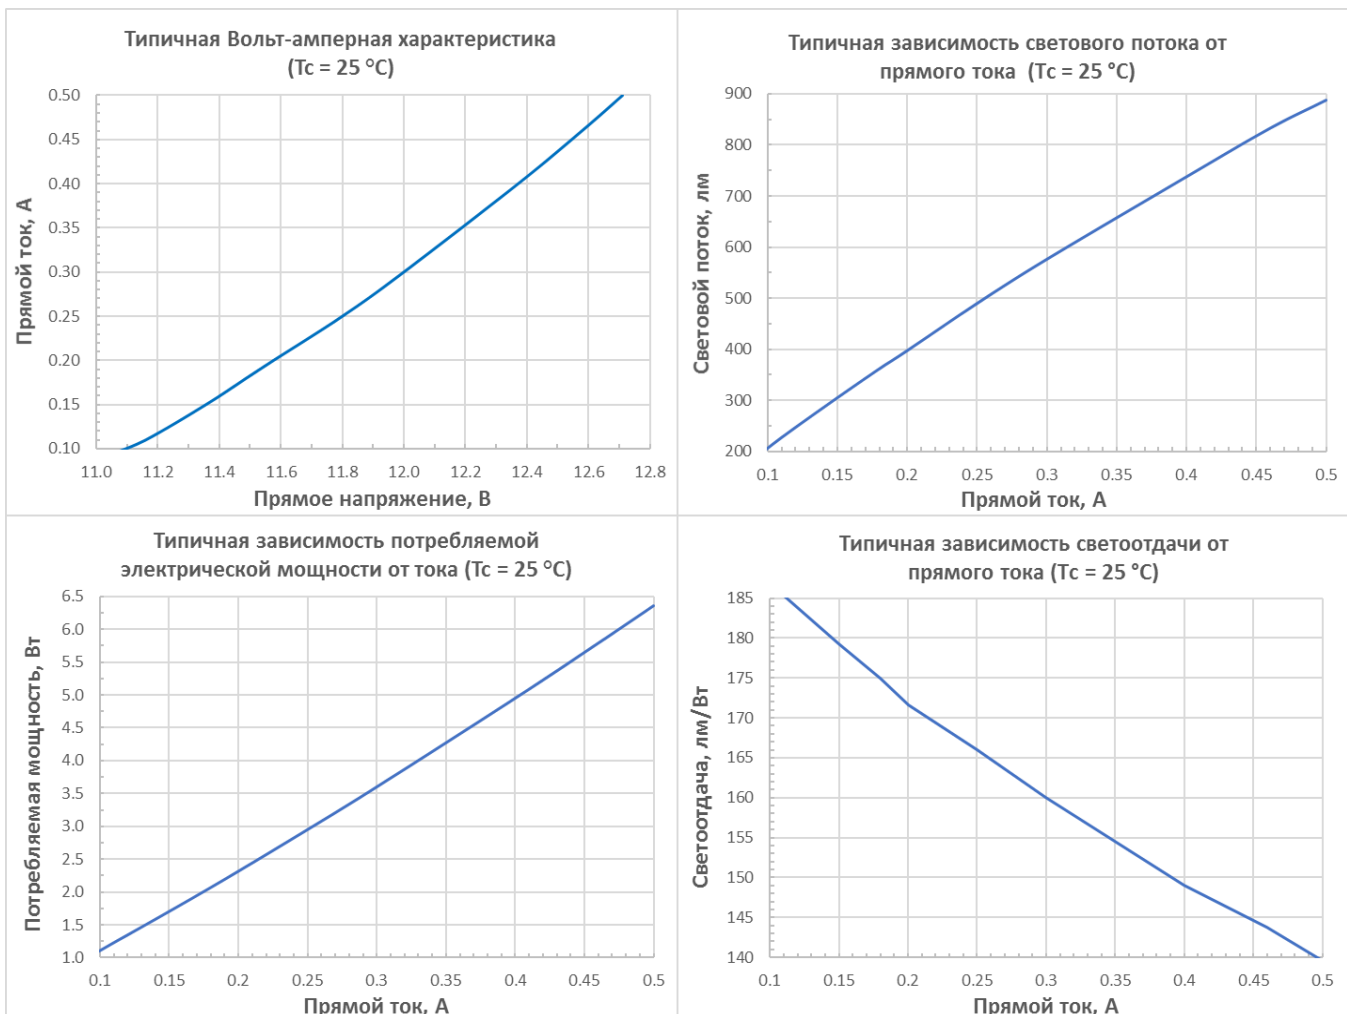 Типичная Вольт-амперная характеристика
(Tc = 25 °C)
Прямой ток, А
0.50
0.45
0.40
0.35
0.30
0.25
0.20
0.15
0.10
11.0 11.2 11.4 11.6 11.8 12.0 12.2 12.4 12.6 12.8
Прямое напряжение, В
Типичная зависимость светового потока от
прямого тока (Tc = 25 °C)
Световой поток, лм
900
800
700
600
500
400
300
200
0.1 0.15 0.2 0.25 0.3 0.35 0.4 0.45 0.5
Прямой ток, А
Типичная зависимость потребляемой
электрической мощности от тока (Tc = 25 °C)
Потребляемая мощность, Вт
6.5
6.0
5.5
5.0
4.5
4.0
3.5
3.0
2.5
2.0
1.5
1.0
0.1 0.15 0.2 0.25 0.3 0.35 0.4 0.45 0.5
Прямой ток, А
Типичная зависимость светоотдачи от
прямого тока (Tc = 25 °C)
Светоотдача, лм/Вт
185
180
175
170
165
160
155
150
145
140
0.1 0.15 0.2 0.25 0.3 0.35 0.4 0.45 0.5
Прямой ток, А